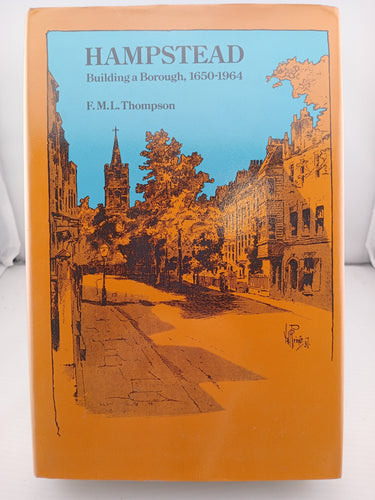 HAMPSTEAD
Building a Borough, 1650-1964
F. M. L. Thompson